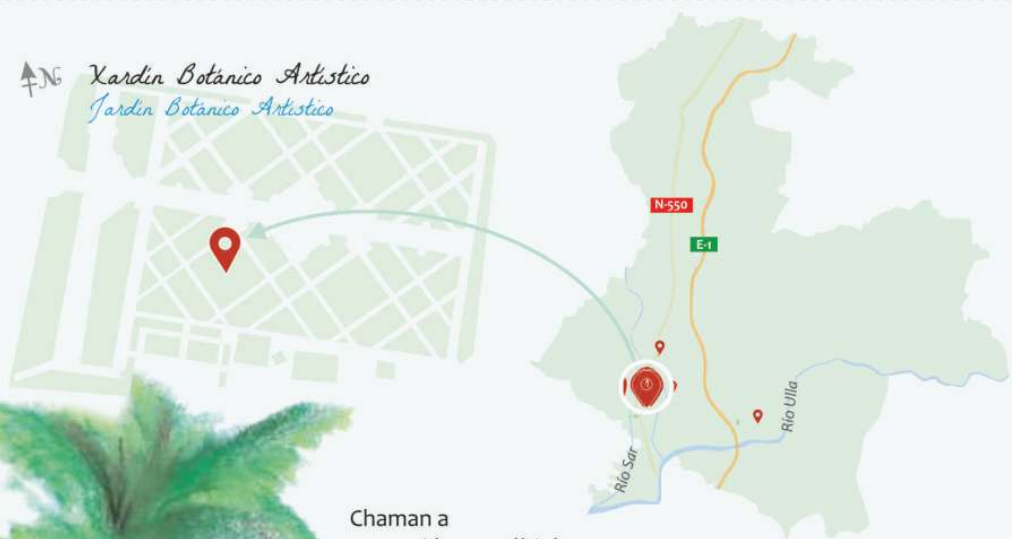 N
Xardín Botánico Artístico
Jardín Botánico Artístico
N-550
E-1
Río Ulla
Río Sar
Chaman a